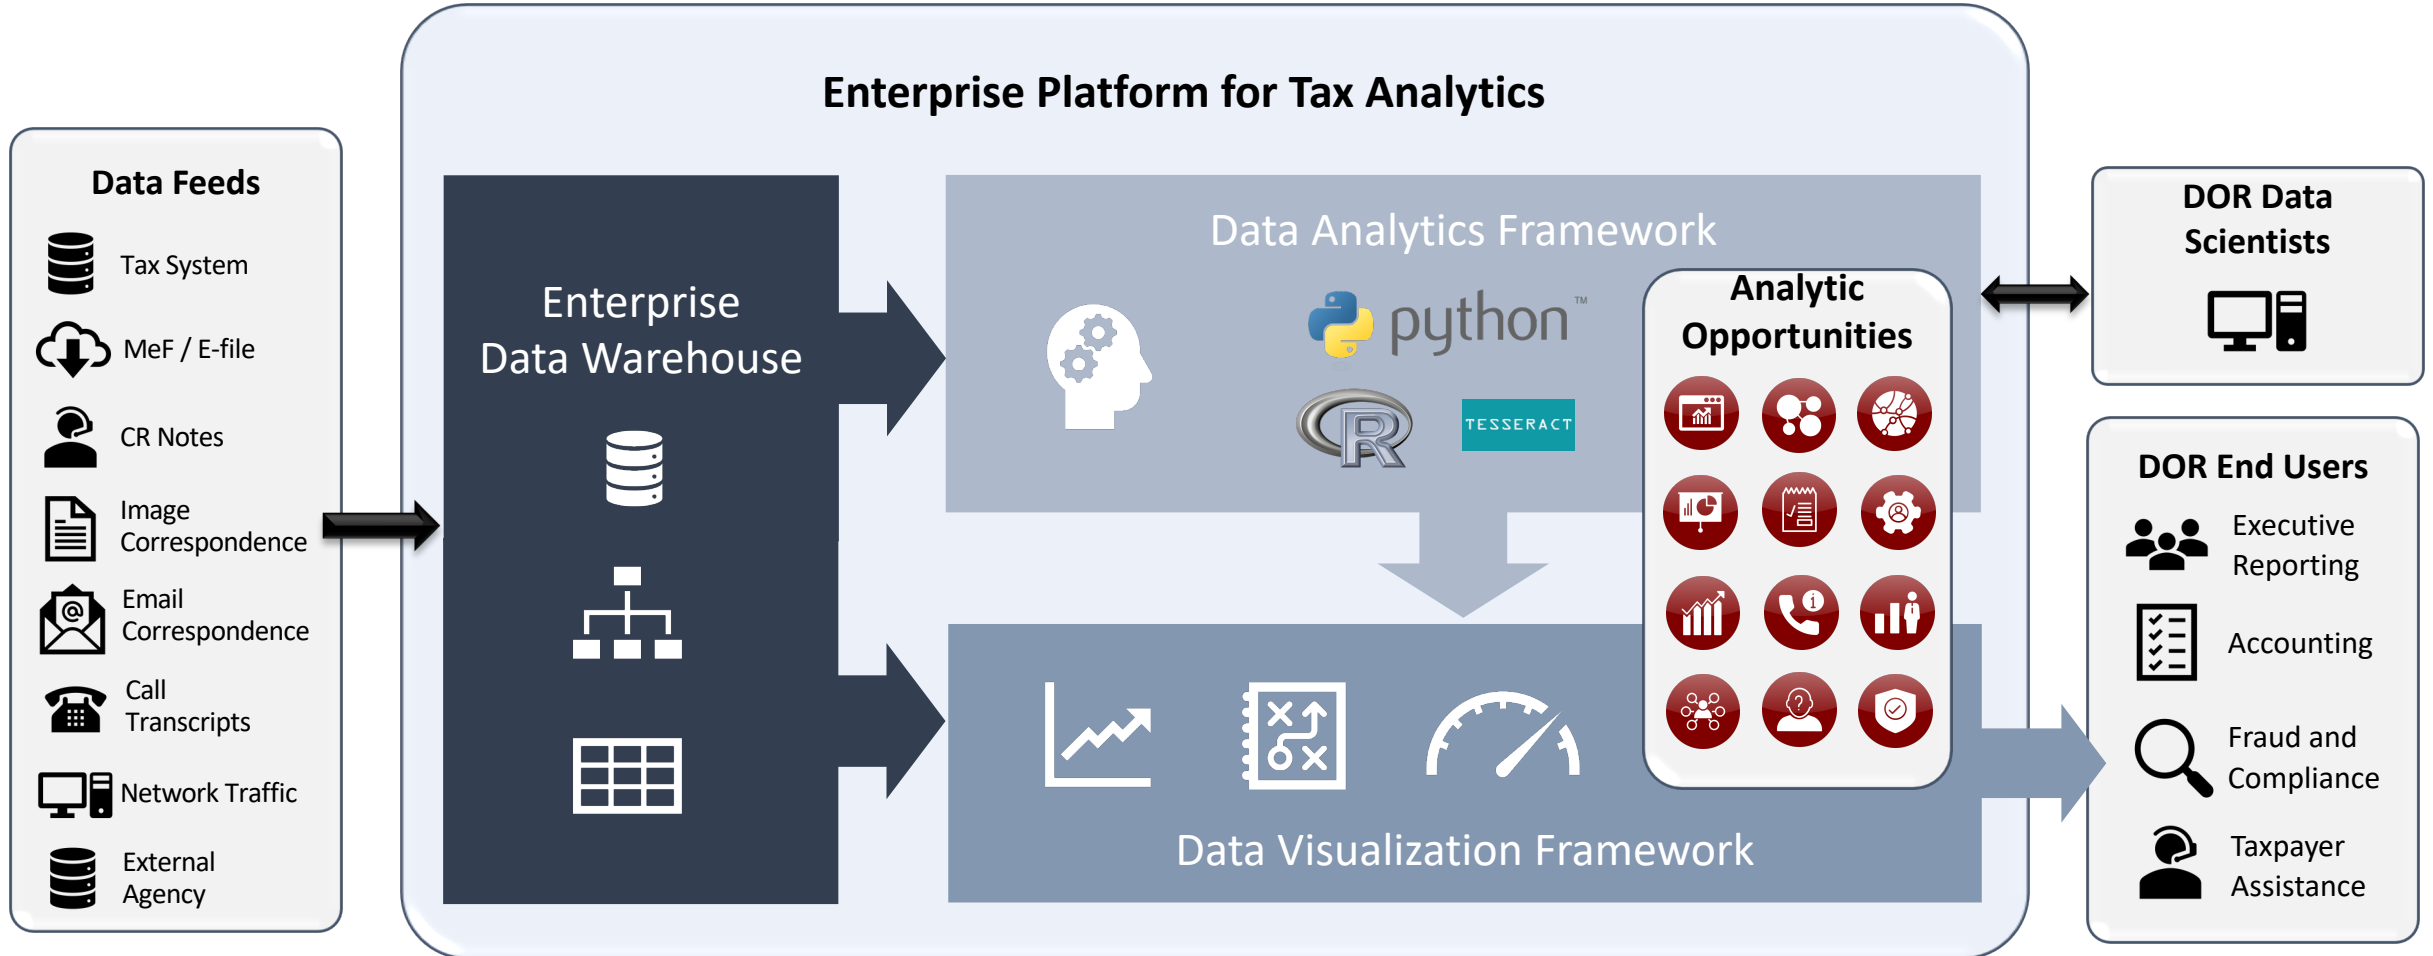 Enterprise Platform for Tax Analytics
Data Feeds
Tax System
MeF / E-file
CR Notes
Image
Correspondence
Email
Correspondence
Call
Transcripts
Network Traffic
External
Agency
Enterprise
Data Warehouse
Data Analytics Framework
python™
R
TESSERACT
Analytic
Opportunities
Data Visualization Framework
DOR Data
Scientists
DOR End Users
Executive
Reporting
Accounting
Fraud and
Compliance
Taxpayer
Assistance